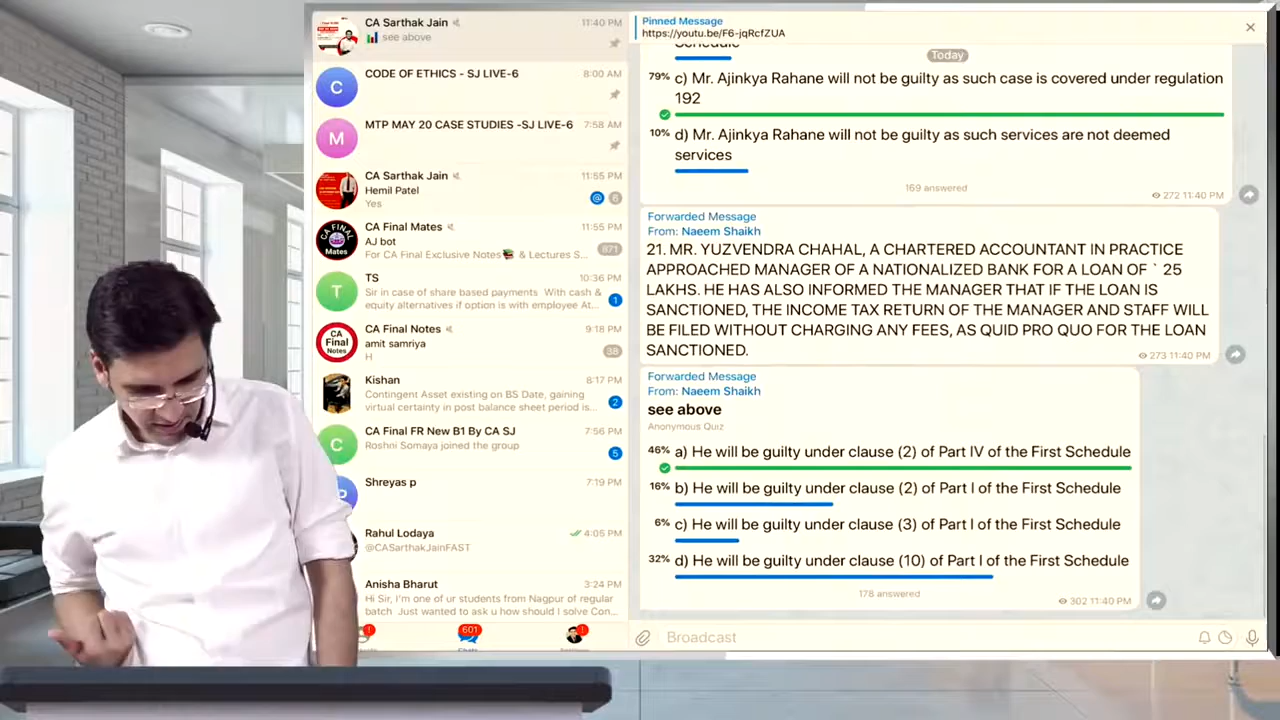 CA Sarthak Jain
11:40 PM
see above
C
CODE OF ETHICS - SJ LIVE-6
8:00 AM
M
MTP MAY 20 CASE STUDIES -SJ LIVE-6
7:58 AM
CA Sarthak Jain
11:55 PM
Hemil Patel
Yes
@
6
CA FINAL
Mates
CA Final Mates
11:55 PM
AJ bot
For CA Final Exclusive Notes📚 & Lectures S...
871
T
TS
10:36 PM
Sir in case of share based payments With cash &
equity alternatives if option is with employee At...
1
CA
Final
Notes
CA Final Notes
9:18 PM
amit samriya
H
38
Kishan
8:17 PM
Contingent Asset existing on BS Date, gaining
virtual certainty in post balance sheet period is...
2
C
CA Final FR New B1 By CA SJ
7:56 PM
Roshni Somaya joined the group
5
Shreyas p
7:19 PM
Rahul Lodaya
4:05 PM
@CASarthakJainFAST
Anisha Bharut
3:24 PM
Hi Sir, I'm one of ur students from Nagpur of regular
batch Just wanted to ask u how should I solve Con...
1
601
Chats
1
Pinned Message
https://youtu.be/F6-jqRcfZUA
Schedule
Today
79% c) Mr. Ajinkya Rahane will not be guilty as such case is covered under regulation
192
10% d) Mr. Ajinkya Rahane will not be guilty as such services are not deemed
services
169 answered
272 11:40 PM
Forwarded Message
From: Naeem Shaikh
21. MR. YUZVENDRA CHAHAL, A CHARTERED ACCOUNTANT IN PRACTICE
APPROACHED MANAGER OF A NATIONALIZED BANK FOR A LOAN OF ` 25
LAKHS. HE HAS ALSO INFORMED THE MANAGER THAT IF THE LOAN IS
SANCTIONED, THE INCOME TAX RETURN OF THE MANAGER AND STAFF WILL
BE FILED WITHOUT CHARGING ANY FEES, AS QUID PRO QUO FOR THE LOAN
SANCTIONED.
273 11:40 PM
Forwarded Message
From: Naeem Shaikh
see above
Anonymous Quiz
46% a) He will be guilty under clause (2) of Part IV of the First Schedule
16% b) He will be guilty under clause (2) of Part I of the First Schedule
6% c) He will be guilty under clause (3) of Part I of the First Schedule
32% d) He will be guilty under clause (10) of Part I of the First Schedule
178 answered
302 11:40 PM
Broadcast